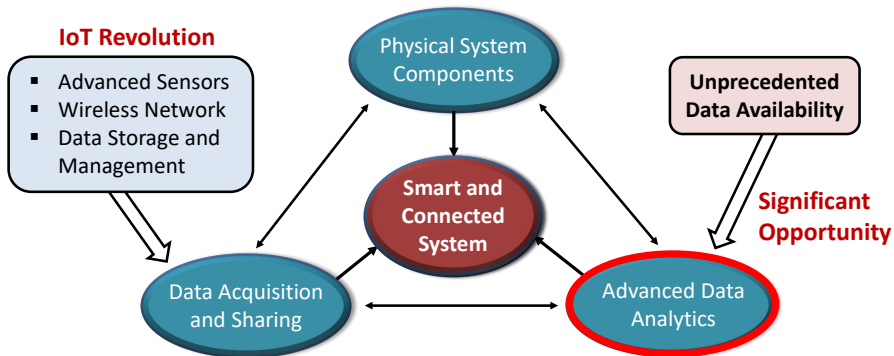 IoT Revolution
▪ Advanced Sensors
▪ Wireless Network
▪ Data Storage and
Management
Physical System
Components
Unprecedented
Data Availability
Smart and
Connected
System
Significant
Opportunity
Data Acquisition
and Sharing
Advanced Data
Analytics